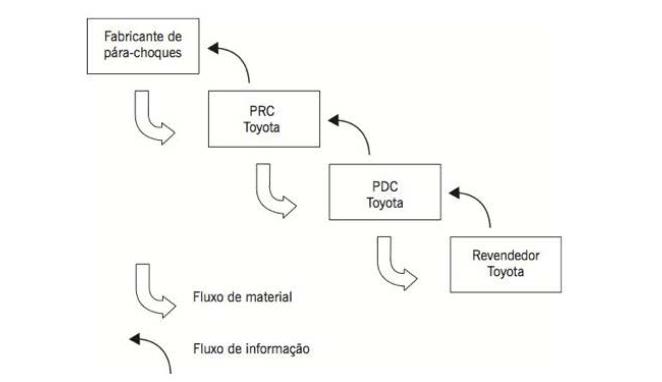 Fabricante de
pára-choques
PRC
Toyota
PDC
Toyota
Revendedor
Toyota
Fluxo de material
Fluxo de informação